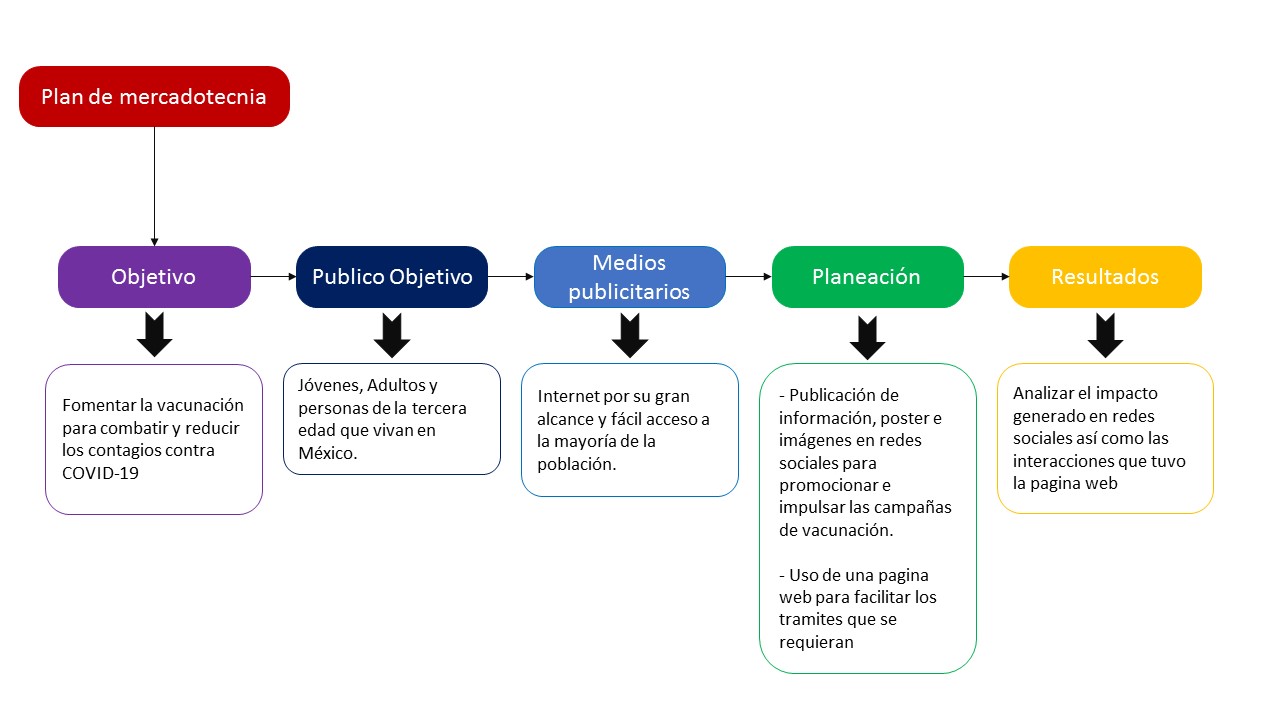 Plan de mercadotecnia
Objetivo
Publico Objetivo
Medios
publicitarios
Planeación
Resultados
Fomentar la vacunación
para combatir y reducir
los contagios contra
COVID-19
Jóvenes, Adultos y
personas de la tercera
edad que vivan en
México.
Internet por su gran
alcance y fácil acceso a
la mayoría de la
población.
- Publicación de
información, poster e
imágenes en redes
sociales para
promocionar e
impulsar las campañas
de vacunación.
- Uso de una pagina
web para facilitar los
tramites que se
requieran
Analizar el impacto
generado en redes
sociales así como las
interacciones que tuvo
la pagina web